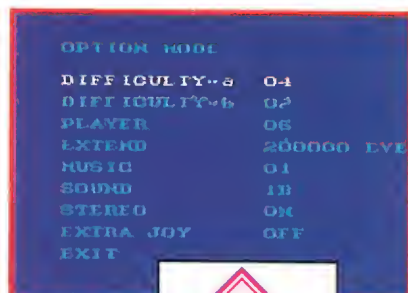 OPTION MODE
DIFFICULTY-a 04
DIFFICULTY-b 02
PLAYER 06
EXTEND 200000 EVE
MUSIC 01
SOUND 1B
STEREO ON
EXTRA JOY OFF
EXIT